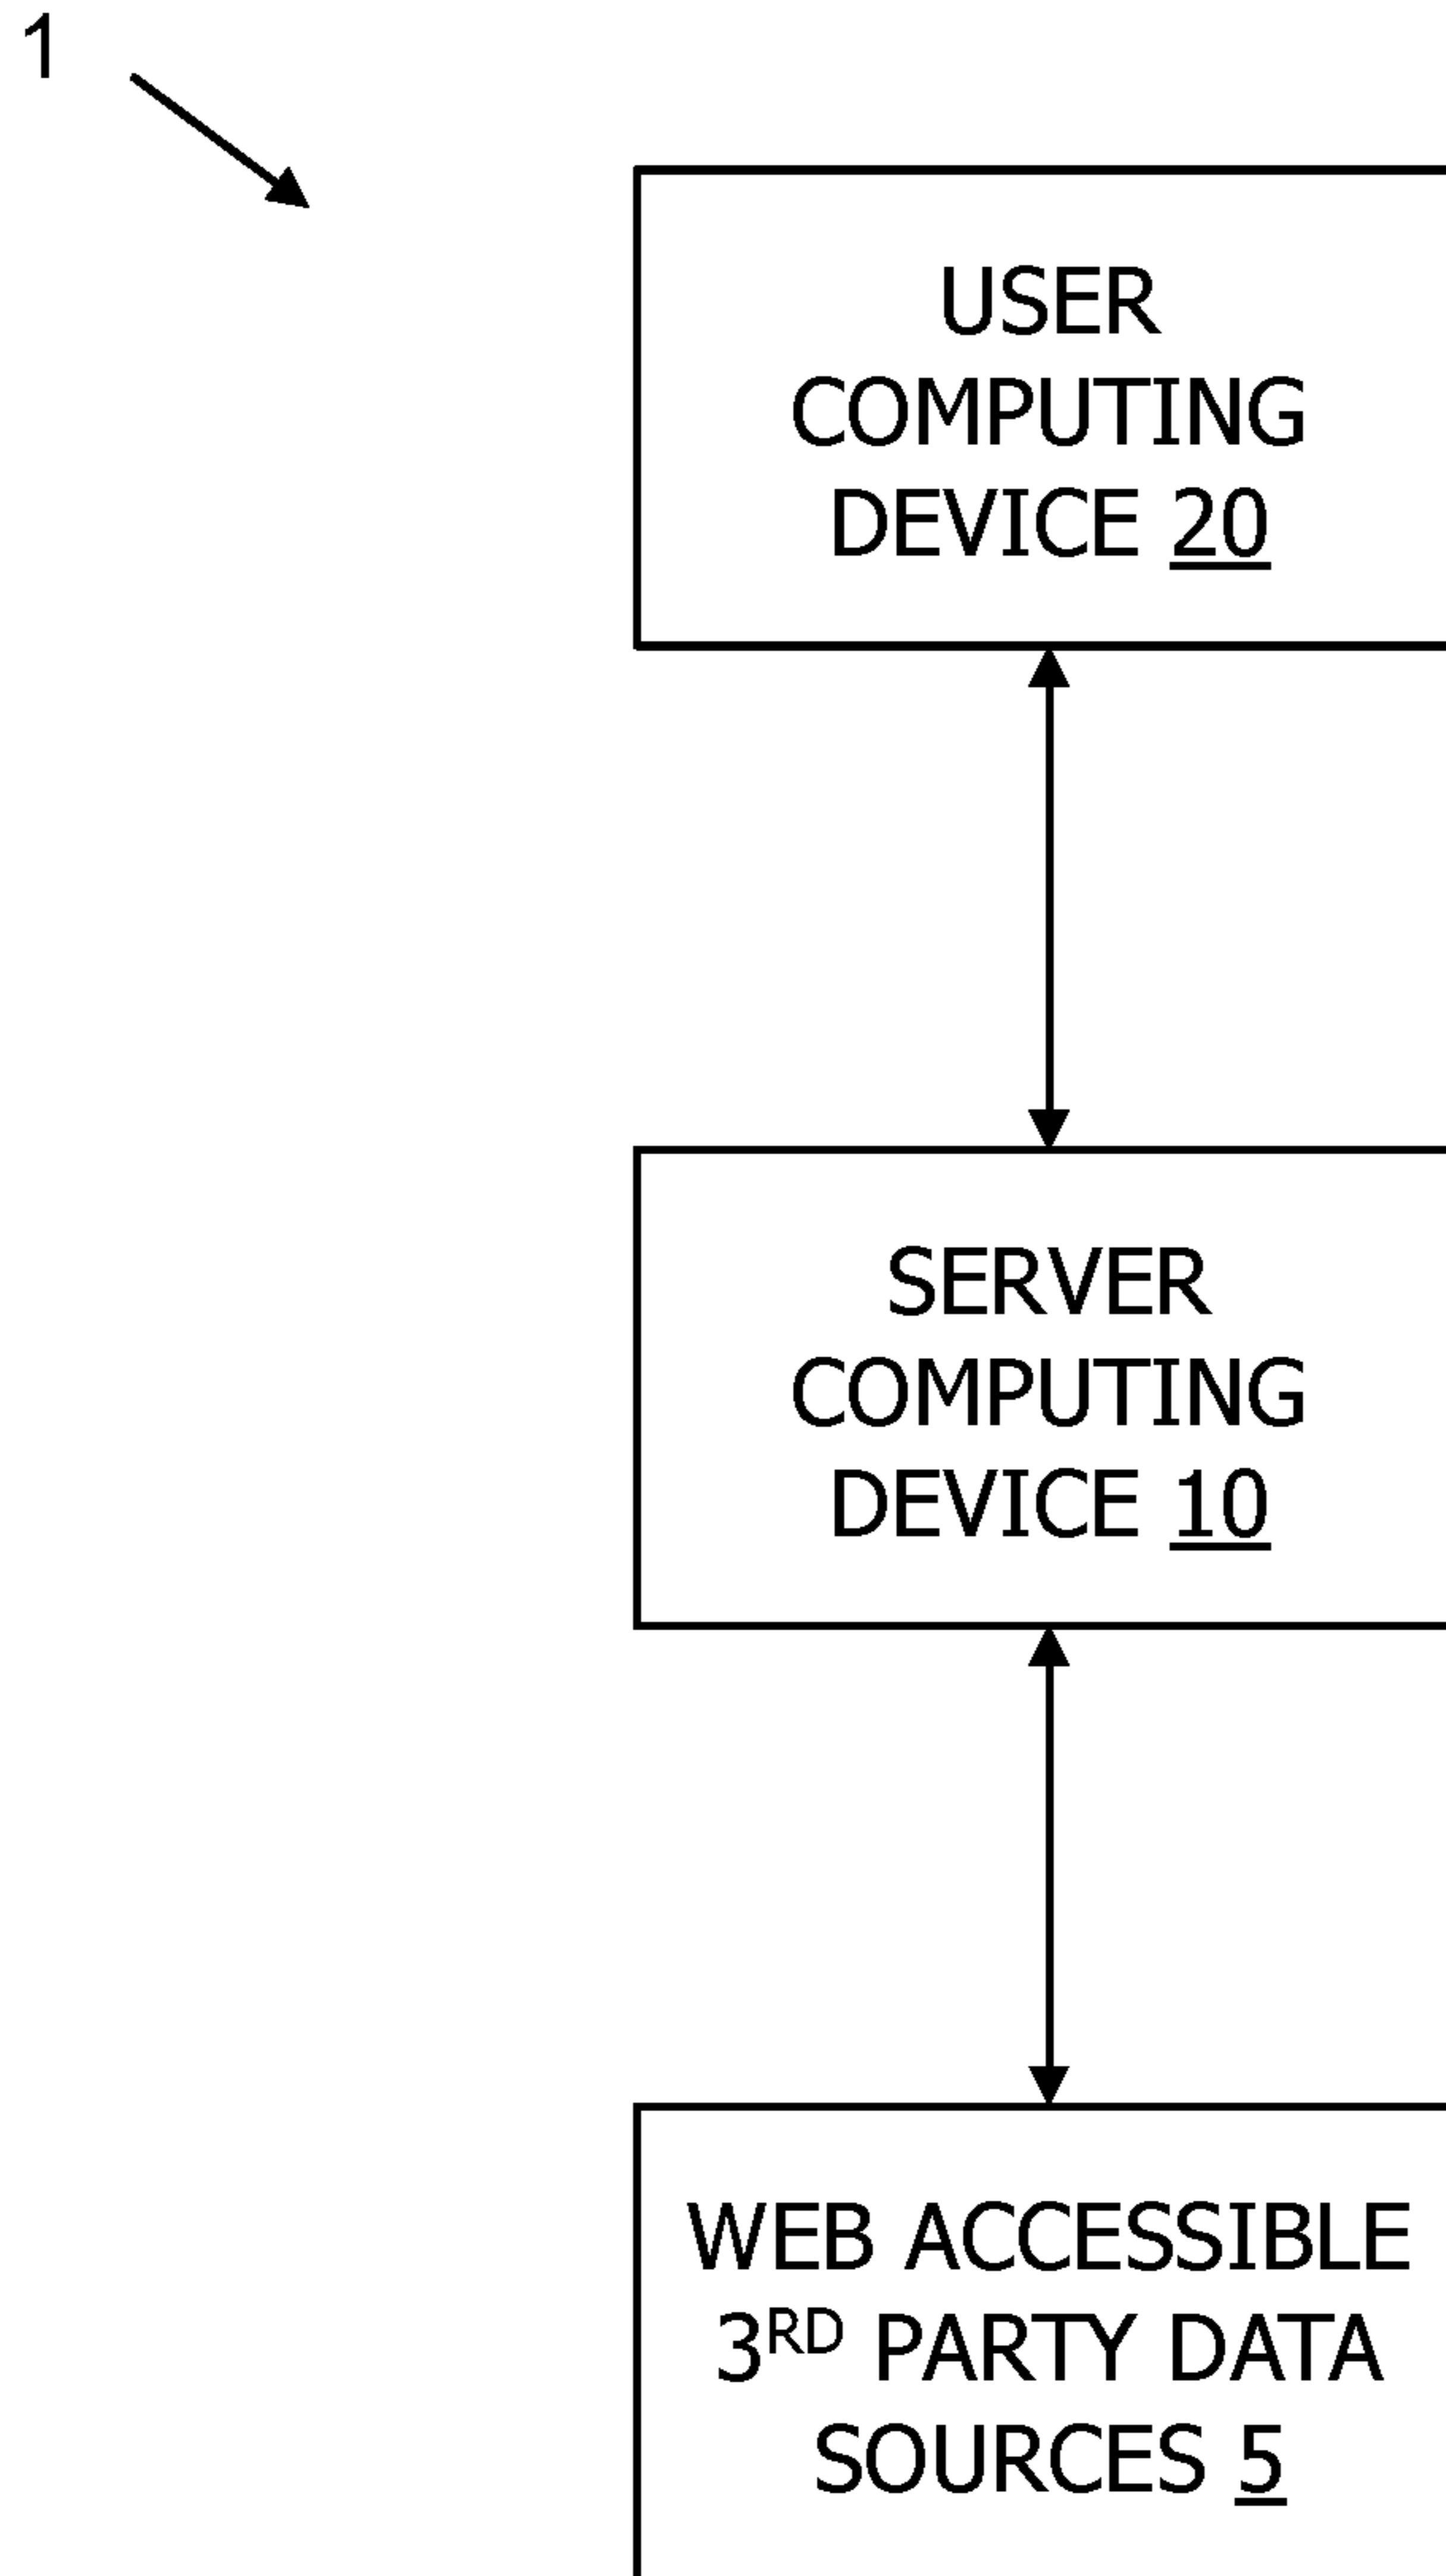 1
USER
COMPUTING
DEVICE 20
SERVER
COMPUTING
DEVICE 10
WEB ACCESSIBLE
3RD PARTY DATA
SOURCES 5